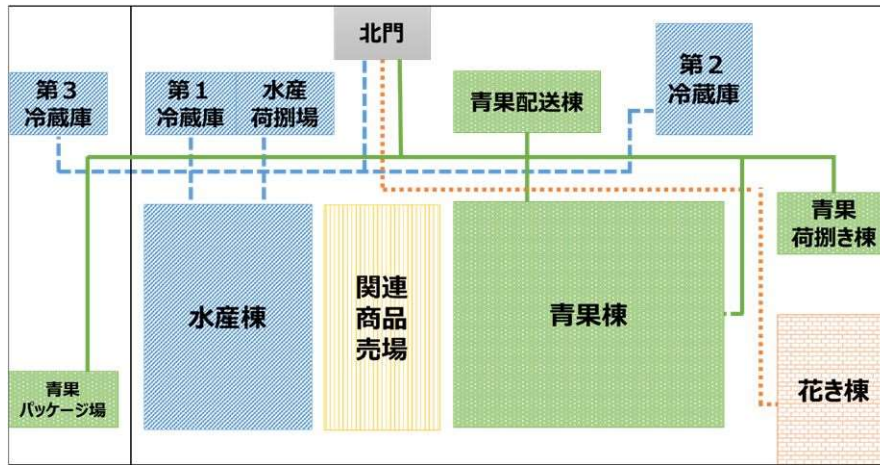 北門
第3
冷蔵庫
第1
冷蔵庫
水産
荷捌場
青果配送棟
第2
冷蔵庫
青果
荷捌き棟
水産棟
関連
商品
売場
青果棟
花き棟
青果
パッケージ場